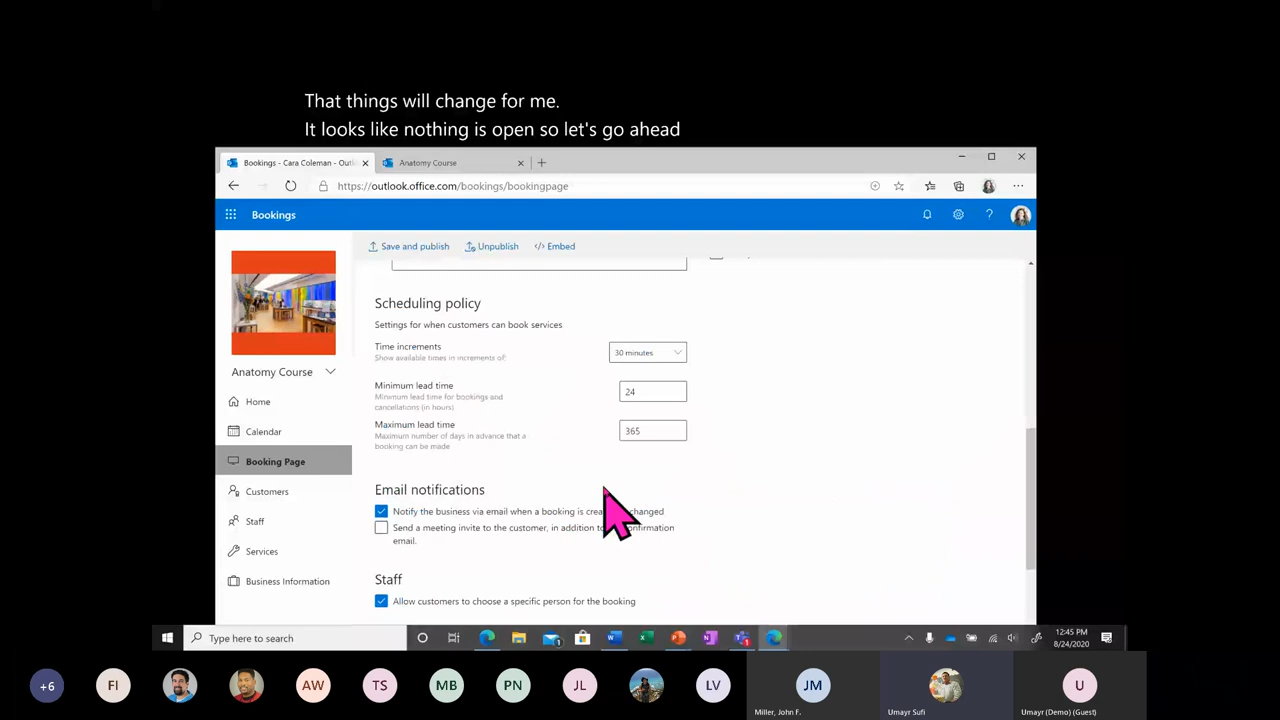 That things will change for me.
It looks like nothing is open so let's go ahead
Bookings - Cara Coleman - Outl
Anatomy Course
https://outlook.office.com/bookings/bookingpage
Bookings
Save and publish
Unpublish
</> Embed
Scheduling policy
Settings for when customers can book services
Time increments
Show available times in increments of:
30 minutes
Minimum lead time
Minimum lead time for bookings and
cancellations (in hours)
24
Maximum lead time
Maximum number of days in advance that a
booking can be made
365
Email notifications
Notify the business via email when a booking is crea changed
Send a meeting invite to the customer, in addition to onfirmation
email.
Staff
Allow customers to choose a specific person for the booking
Anatomy Course
Home
Calendar
Booking Page
Customers
Staff
Services
Business Information
Type here to search
12:45 PM
8/24/2020
+6
FI
AW
TS
MB
PN
JL
LV
JM
U
Miller, John F.
Umayr Sufi
Umayr (Demo) (Guest)